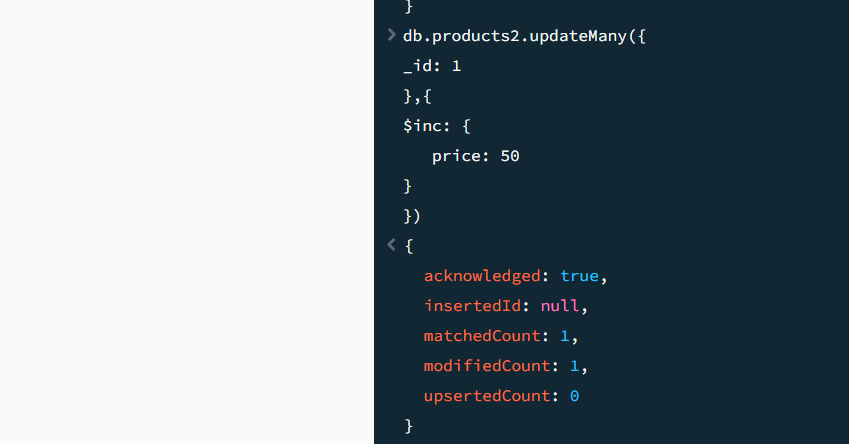 }
db.products2.updateMany({
_id: 1
},{
$inc: {
   price: 50
}
})
{
  acknowledged: true,
  insertedId: null,
  matchedCount: 1,
  modifiedCount: 1,
  upsertedCount: 0
}